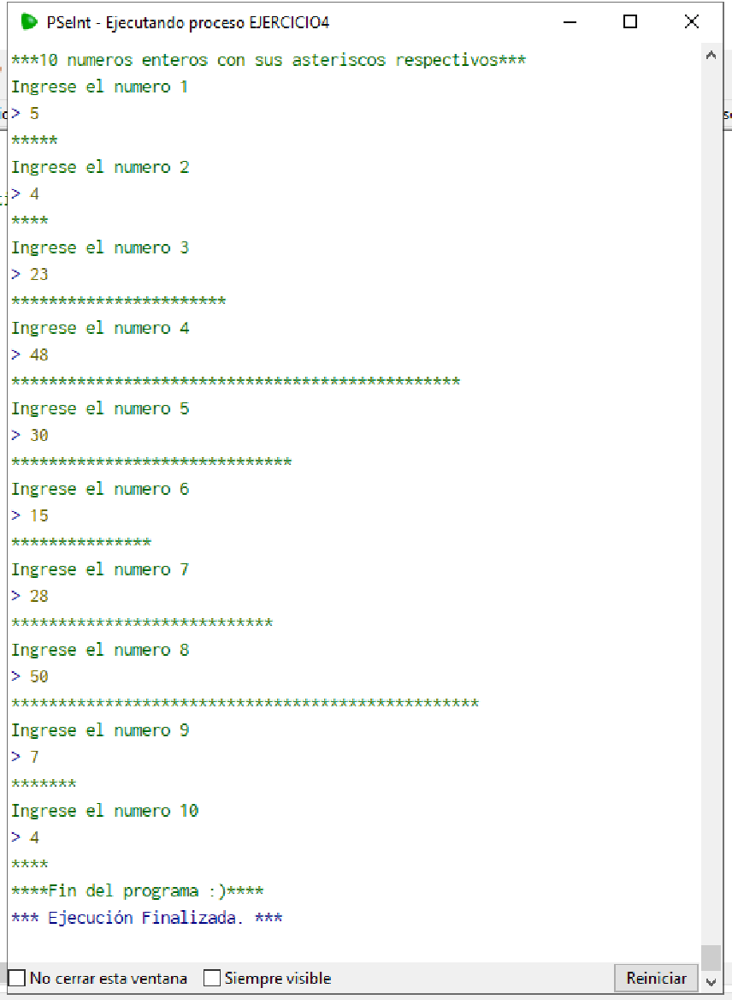 PSeInt - Ejecutando proceso EJERCICIO4
***10 numeros enteros con sus asteriscos respectivos***
Ingrese el numero 1
> 5
*****
Ingrese el numero 2
> 4
****
Ingrese el numero 3
> 23
***********************
Ingrese el numero 4
> 48
************************************************
Ingrese el numero 5
> 30
******************************
Ingrese el numero 6
> 15
***************
Ingrese el numero 7
> 28
****************************
Ingrese el numero 8
> 50
**************************************************
Ingrese el numero 9
> 7
*******
Ingrese el numero 10
> 4
****
****Fin del programa :)****
*** Ejecución Finalizada. ***
No cerrar esta ventana Siempre visible Reiniciar